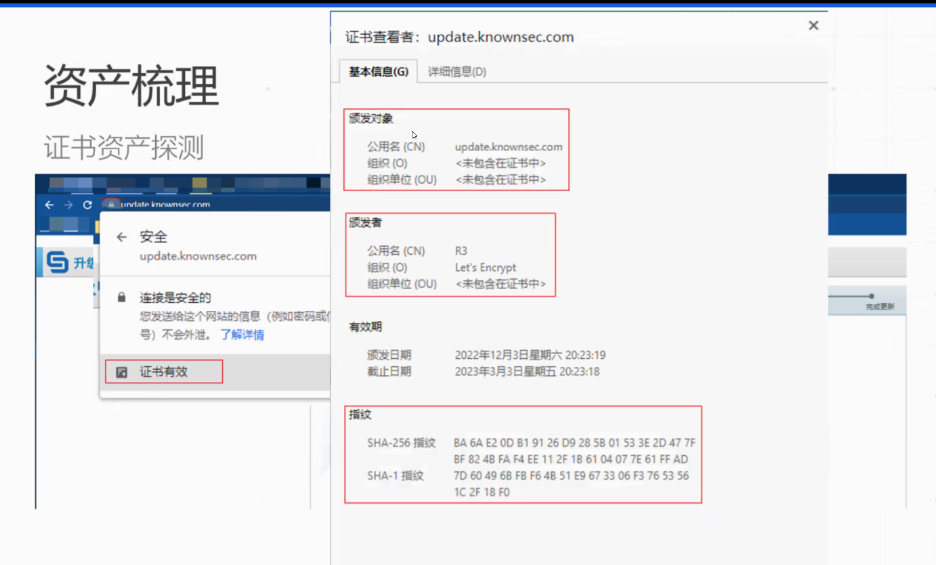 资产梳理
证书资产探测
update.knownsec.com
升级
安全
update.knownsec.com
连接是安全的
您发送给这个网站的信息（例如密码或
号）不会外泄。 了解详情
证书有效
完成更新
证书查看者：update.knownsec.com
基本信息(G) 详细信息(D)
颁发对象
公用名 (CN) update.knownsec.com
组织 (O) <未包含在证书中>
组织单位 (OU) <未包含在证书中>
颁发者
公用名 (CN) R3
组织 (O) Let's Encrypt
组织单位 (OU) <未包含在证书中>
有效期
颁发日期 2022年12月3日星期六 20:23:19
截止日期 2023年3月3日星期五 20:23:18
指纹
SHA-256 指纹 BA 6A E2 0D B1 91 26 D9 28 5B 01 53 3E 2D 47 7F
BF 82 4B FA F4 EE 11 2F 1B 61 04 07 7E 61 FF AD
SHA-1 指纹 7D 60 49 6B FB F6 4B 51 E9 67 33 06 F3 76 53 56
1C 2F 18 F0